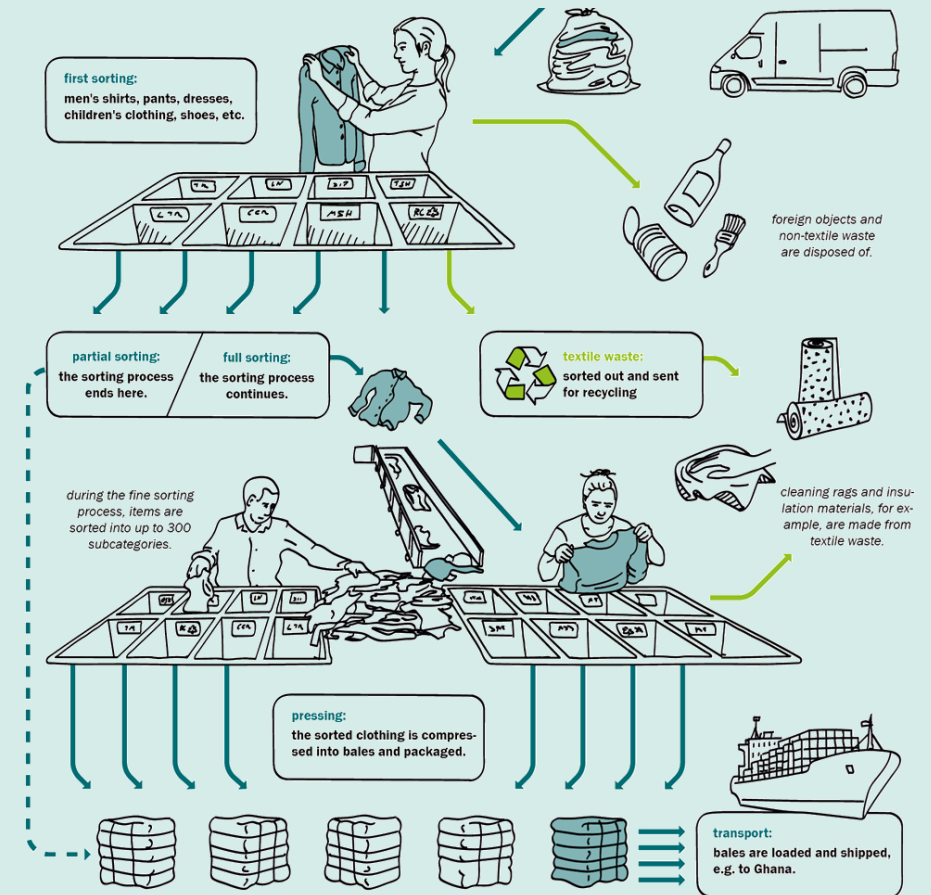 first sorting:
men's shirts, pants, dresses,
children's clothing, shoes, etc.
foreign objects and
non-textile waste
are disposed of.
partial sorting:
the sorting process
ends here.
full sorting:
the sorting process
continues.
textile waste:
sorted out and sent
for recycling
during the fine sorting
process, items are
sorted into up to 300
subcategories.
cleaning rags and insu-
lation materials, for ex-
ample, are made from
textile waste.
pressing:
the sorted clothing is compres-
sed into bales and packaged.
transport:
bales are loaded and shipped,
e.g. to Ghana.